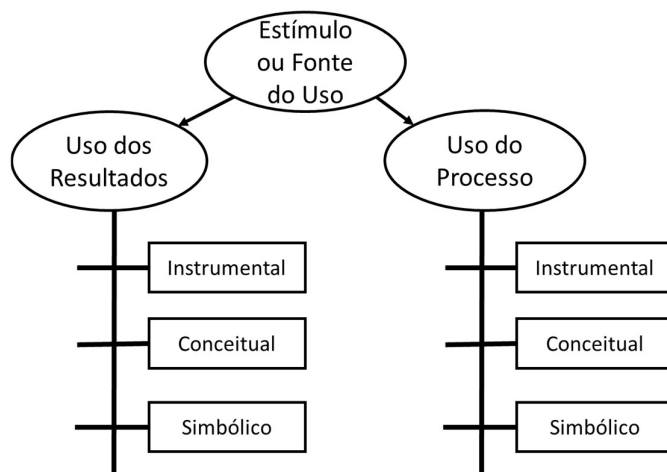 Estímulo
ou Fonte
do Uso
Uso dos
Resultados
Uso do
Processo
Instrumental
Conceitual
Simbólico
Instrumental
Conceitual
Simbólico